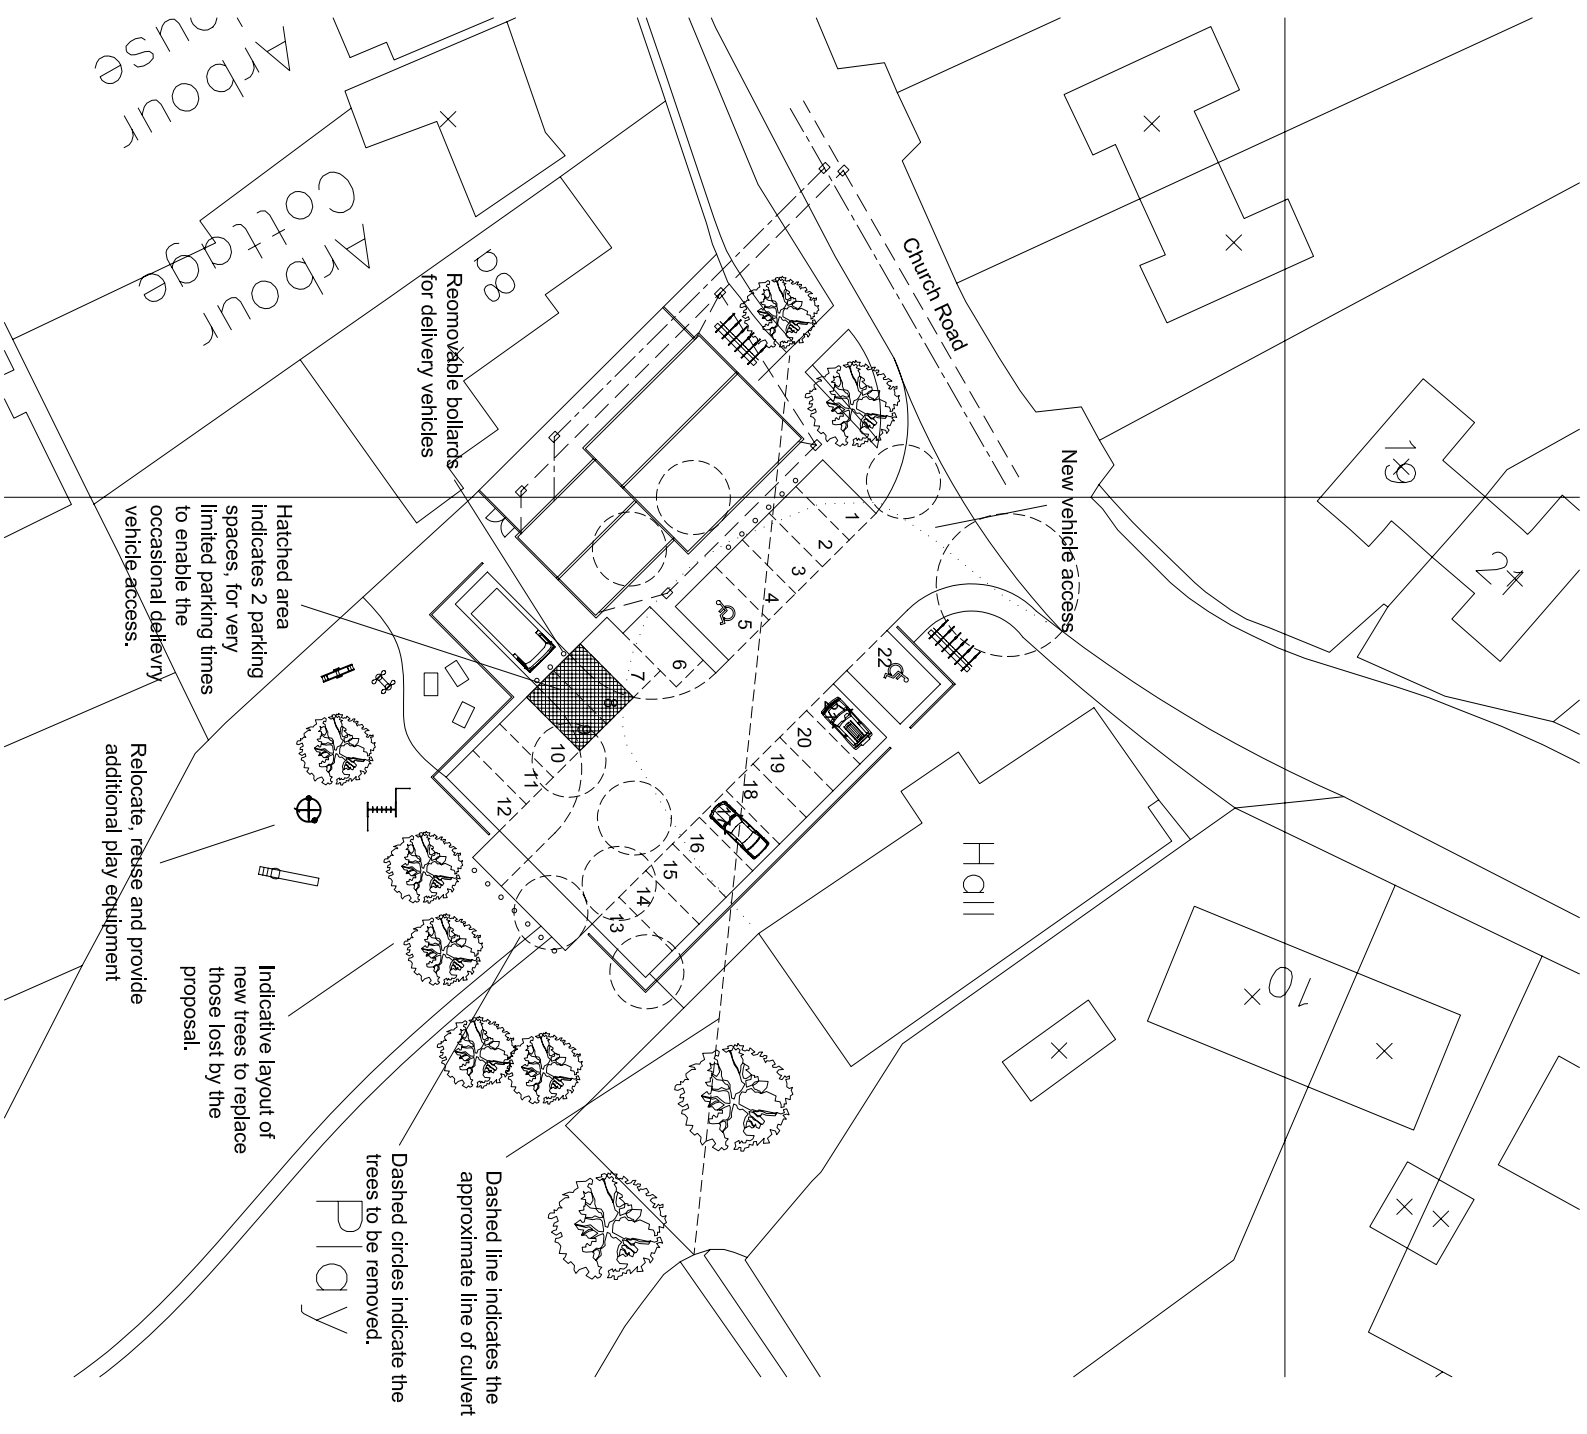 Arbour
House
Arbour
Cottage
8a
Church Road
Reomovable bollards
for delivery vehicles
New vehicle access
19
21
Hatched area
indicates 2 parking
spaces, for very
limited parking times
to enable the
occasional delievry
vehicle access.
1
2
3
4
5
6
7
8
9
10
11
12
13
14
15
16
18
19
20
22
Hall
10
Relocate, reuse and provide
additional play equipment
Indicative layout of
new trees to replace
those lost by the
proposal.
Dashed circles indicate the
trees to be removed.
Dashed line indicates the
approximate line of culvert
Play